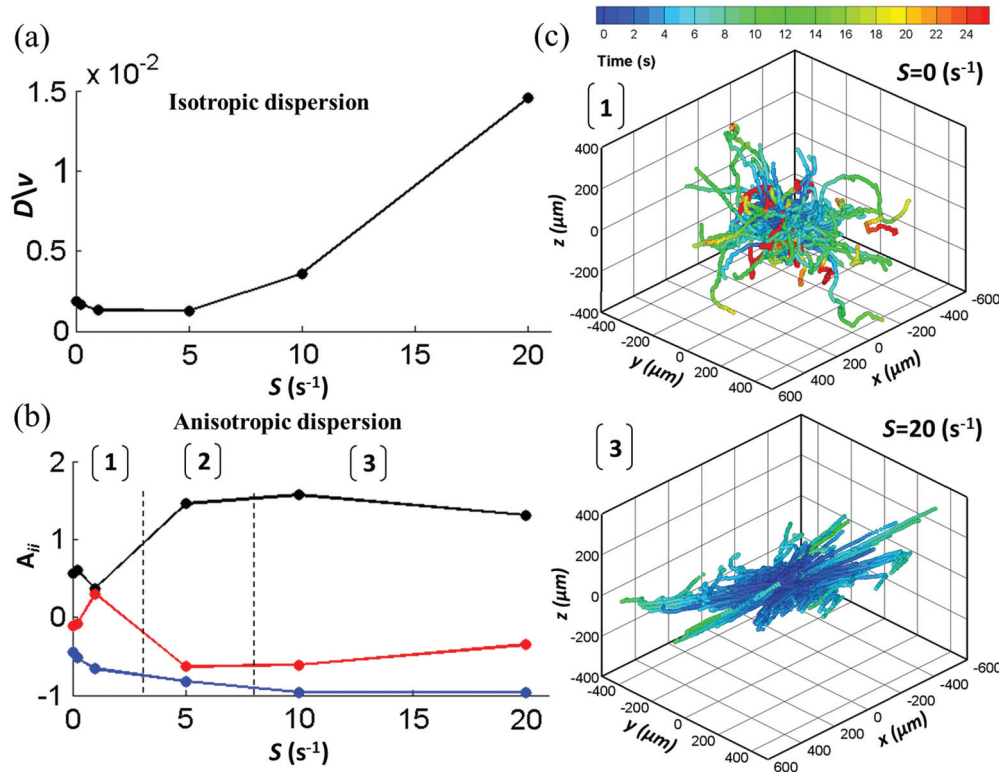 (a)
x 10-2
1.5
1
0.5
0
D\v
Isotropic dispersion
0 5 10 15 20
S (s-1)
(b)
Anisotropic dispersion
[1] [2] [3]
2
1
0
-1
Aii
0 5 10 15 20
S (s-1)
(c)
0 2 4 6 8 10 12 14 16 18 20 22 24
Time (s)
S=0 (s-1)
[1]
400
200
0
-200
-400
z (μm)
-400 -200 0 200 400 600
y (μm)
-600 -400 -200 0 200 400 600
x (μm)
[3]
S=20 (s-1)
400
200
0
-200
-400
z (μm)
-400 -200 0 200 400 600
y (μm)
-600 -400 -200 0 200 400 600
x (μm)